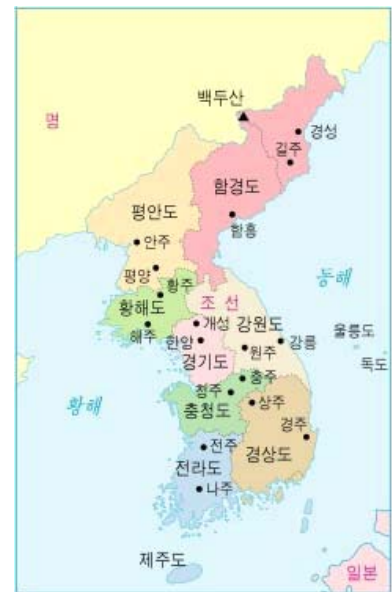 백두산
명
경성
길주
함경도
평안도
함흥
안주
평양
황주
동해
황해도
조선
개성
강원도
울릉도
해주
한양
원주
강릉
독도
경기도
충주
황해
청주
상주
충청도
경주
전주
경상도
전라도
나주
제주도
일본